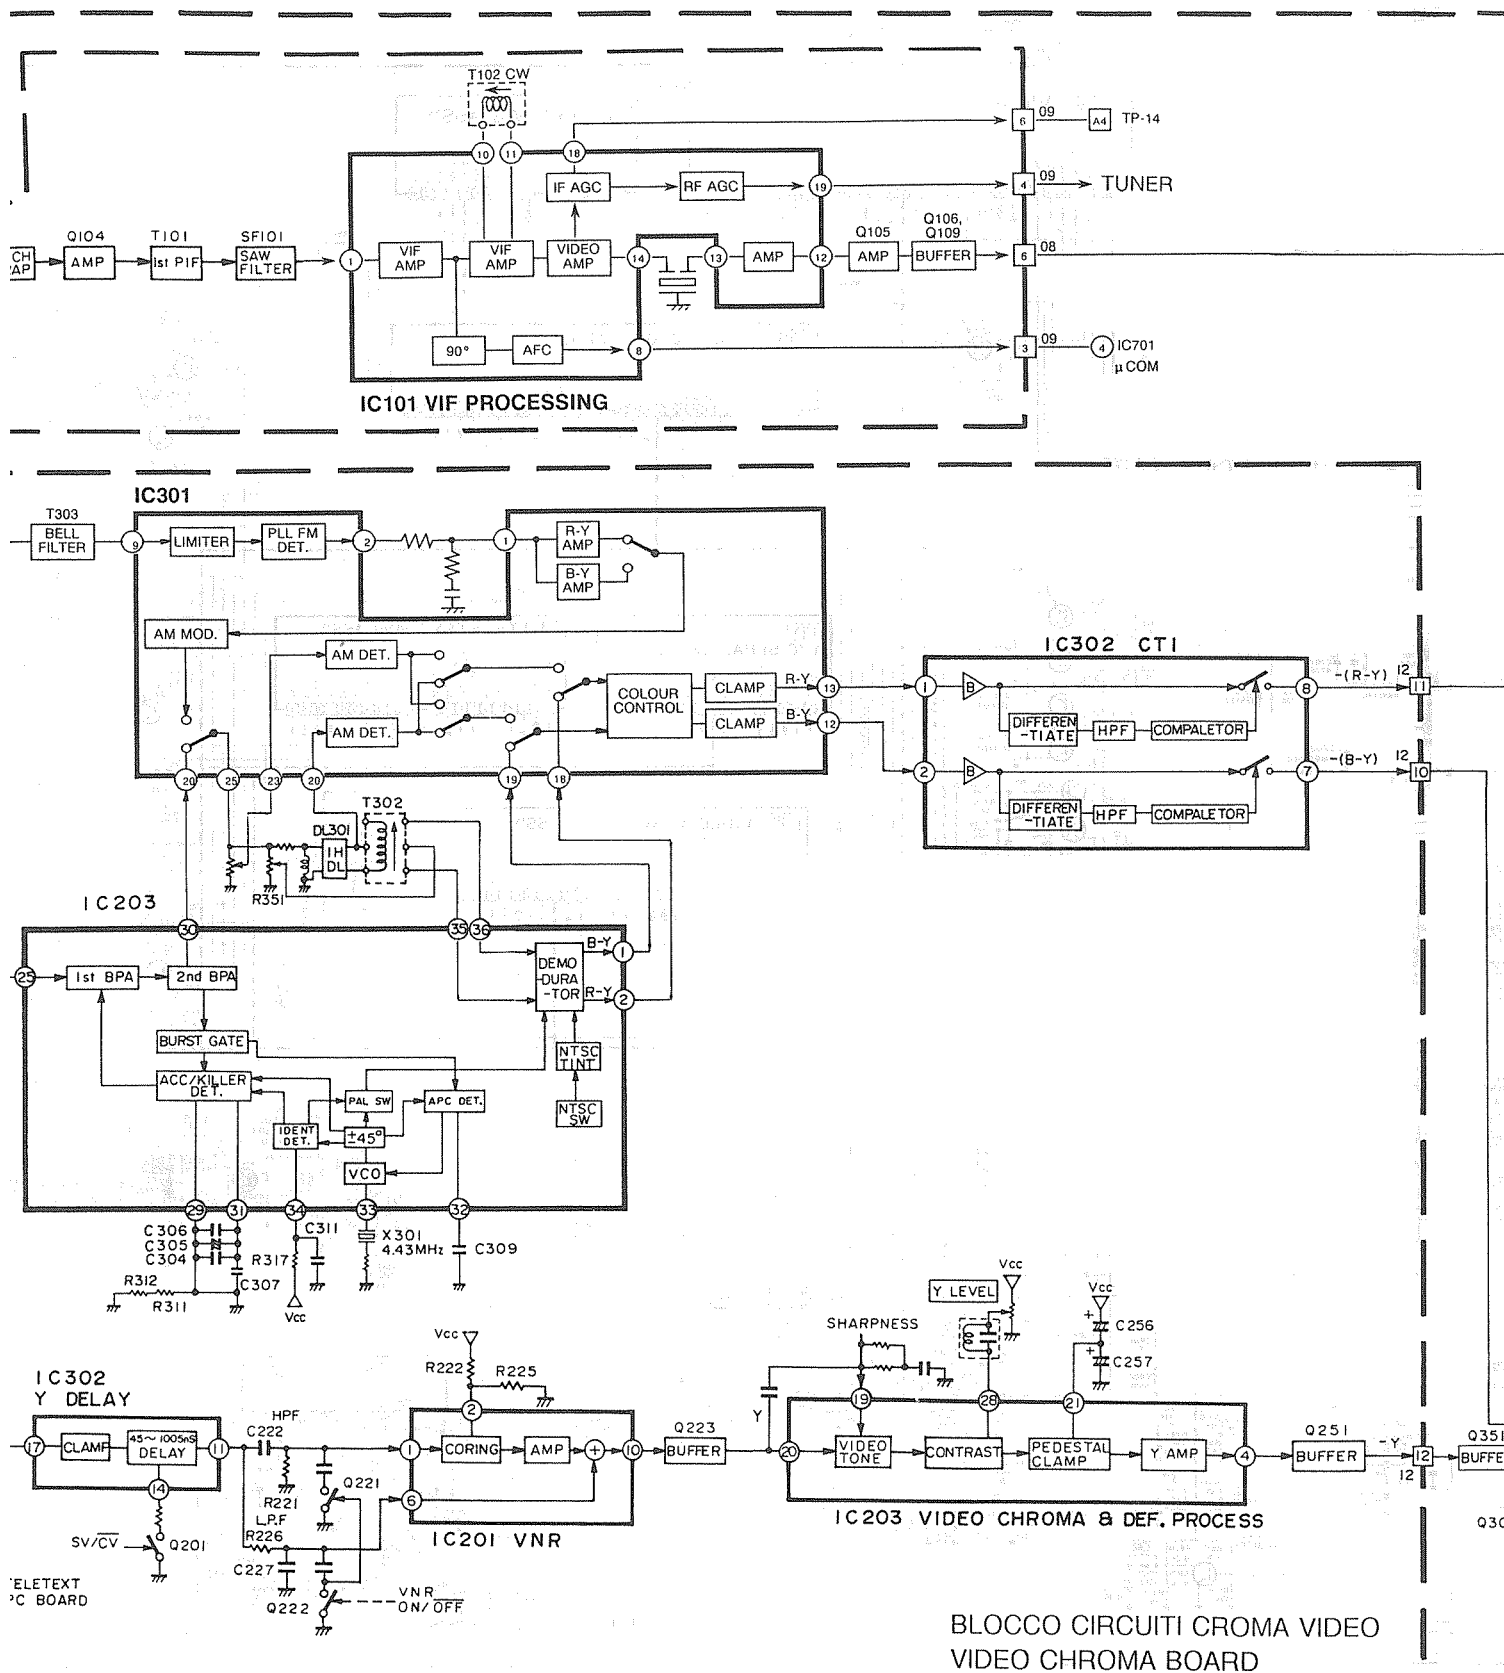 T102 CW
10
11
18
6
09
A4
TP-14
IF AGC
RF AGC
19
4
09
TUNER
Q104
T101
SF101
Q105
Q106,
Q109
CH
AP
AMP
1st PIF
SAW
FILTER
1
VIF
AMP
VIF
AMP
VIDEO
AMP
14
13
AMP
12
AMP
BUFFER
6
08
90°
AFC
8
3
09
4
IC701
µ COM
IC101 VIF PROCESSING
IC301
T303
BELL
FILTER
9
LIMITER
PLL FM
DET.
2
1
R-Y
AMP
B-Y
AMP
AM MOD.
AM DET.
AM DET.
COLOUR
CONTROL
CLAMP
R-Y
13
CLAMP
B-Y
12
20
25
23
20
19
18
IC302 CTI
1
B
8
-(R-Y)
12
11
DIFFEREN
-TIATE
HPF
COMPALETOR
2
B
7
-(B-Y)
12
10
DIFFEREN
-TIATE
HPF
COMPALETOR
T302
DL301
1H
DL
R351
IC203
30
35
36
25
1st BPA
2nd BPA
DEMO
-DURA
-TOR
B-Y
1
R-Y
2
BURST GATE
NTSC
TINT
ACC/KILLER
DET.
PAL SW
APC DET.
NTSC
SW
IDENT
DET.
±45°
VCO
29
31
34
33
32
C306
C305
C304
C307
R312
R311
R317
C311
Vcc
X301
4.43MHz
C309
IC302
Y DELAY
17
CLAMP
45~1005nS
DELAY
11
14
SV/CV
Q201
ELETEXT
PC BOARD
HPF
C222
R221
L.P.F
R226
C227
Q221
Q222
VNR
ON/OFF
Vcc
R222
R225
2
1
CORING
AMP
+
10
6
IC201 VNR
Q223
BUFFER
Y
SHARPNESS
Y LEVEL
Vcc
Vcc
+
C256
+
C257
19
28
21
20
VIDEO
TONE
CONTRAST
PEDESTAL
CLAMP
Y AMP
4
IC203 VIDEO CHROMA & DEF. PROCESS
Q251
BUFFER
-Y
12
12
Q351
BUFFE
Q30
BLOCCO CIRCUITI CROMA VIDEO
VIDEO CHROMA BOARD